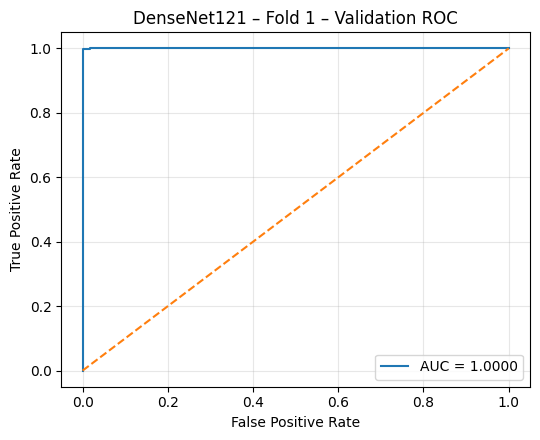 DenseNet121 – Fold 1 – Validation ROC
1.0
0.8
0.6
0.4
0.2
0.0
True Positive Rate
AUC = 1.0000
0.0 0.2 0.4 0.6 0.8 1.0
False Positive Rate